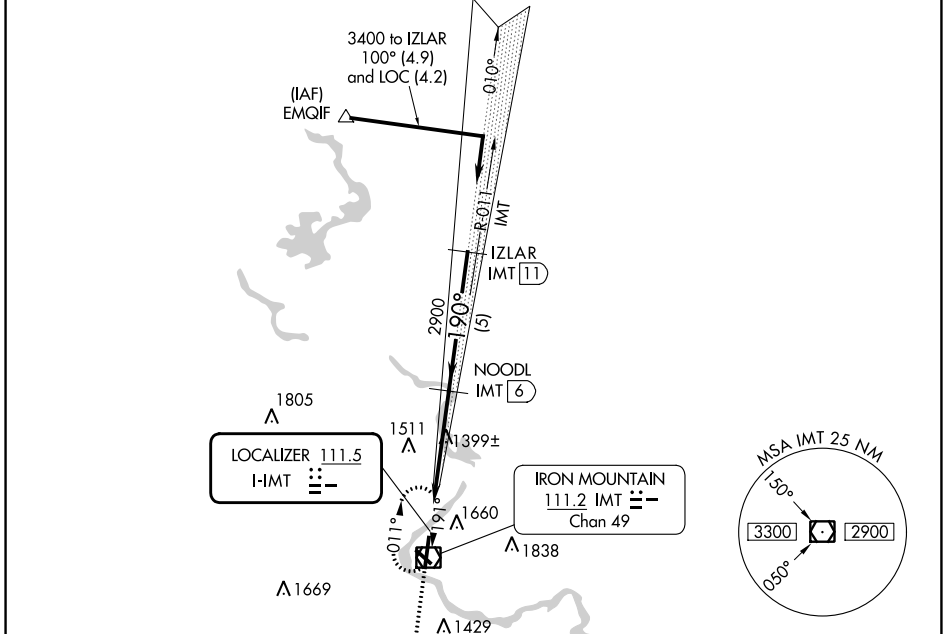 3400 to IZLAR
100° (4.9)
and LOC (4.2)
(IAF)
EMQIF
010°
R-011
IMT
IZLAR
IMT 11
2900
190°
(5)
NOODL
IMT 6
1805
1511
1399±
LOCALIZER 111.5
I-IMT
IRON MOUNTAIN
111.2 IMT
Chan 49
191°
011°
1660
1838
1669
1429
MSA IMT 25 NM
150°
3300
2900
050°